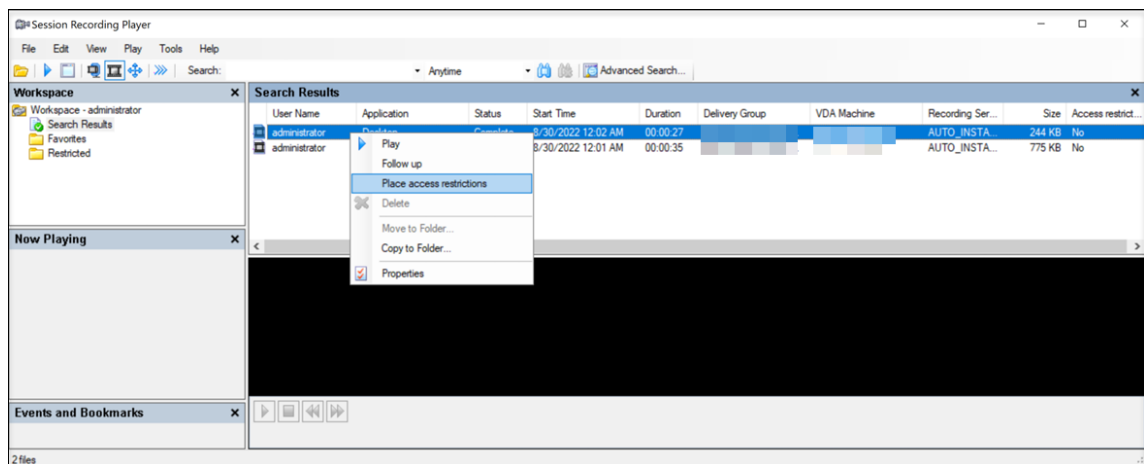 Session Recording Player
File Edit View Play Tools Help
Search: Anytime Advanced Search...
Workspace
Workspace - administrator
Search Results
Favorites
Restricted
Now Playing
Events and Bookmarks
2 files
Search Results
User Name Application Status Start Time Duration Delivery Group VDA Machine Recording Ser... Size Access restrict...
administrator Desktop Complete 8/30/2022 12:02 AM 00:00:27 AUTO_INSTA... 244 KB No
administrator 8/30/2022 12:01 AM 00:00:35 AUTO_INSTA... 775 KB No
Play
Follow up
Place access restrictions
Delete
Move to Folder...
Copy to Folder...
Properties